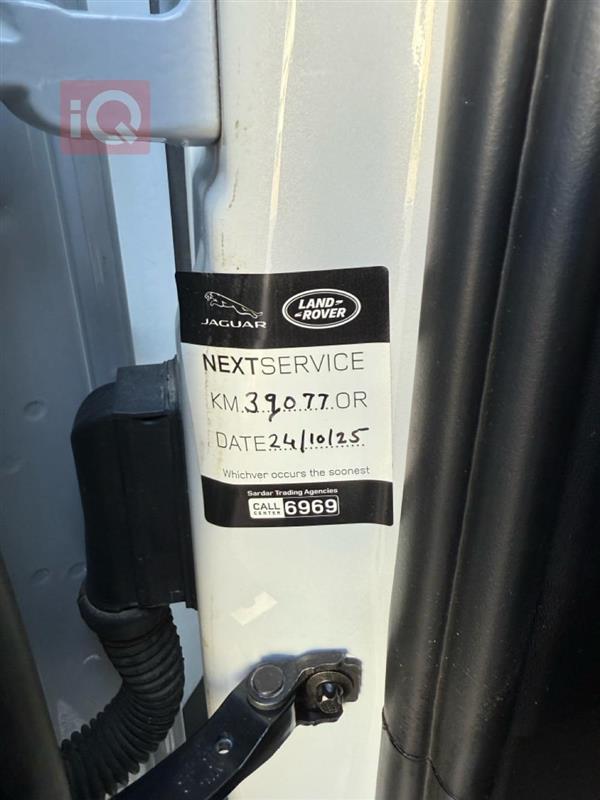 iQ
JAGUAR
LAND
ROVER
NEXTSERVICE
KM 39077 OR
DATE 24/10/25
Whichver occurs the soonest
Sardar Trading Agencies
CALL CENTER 6969